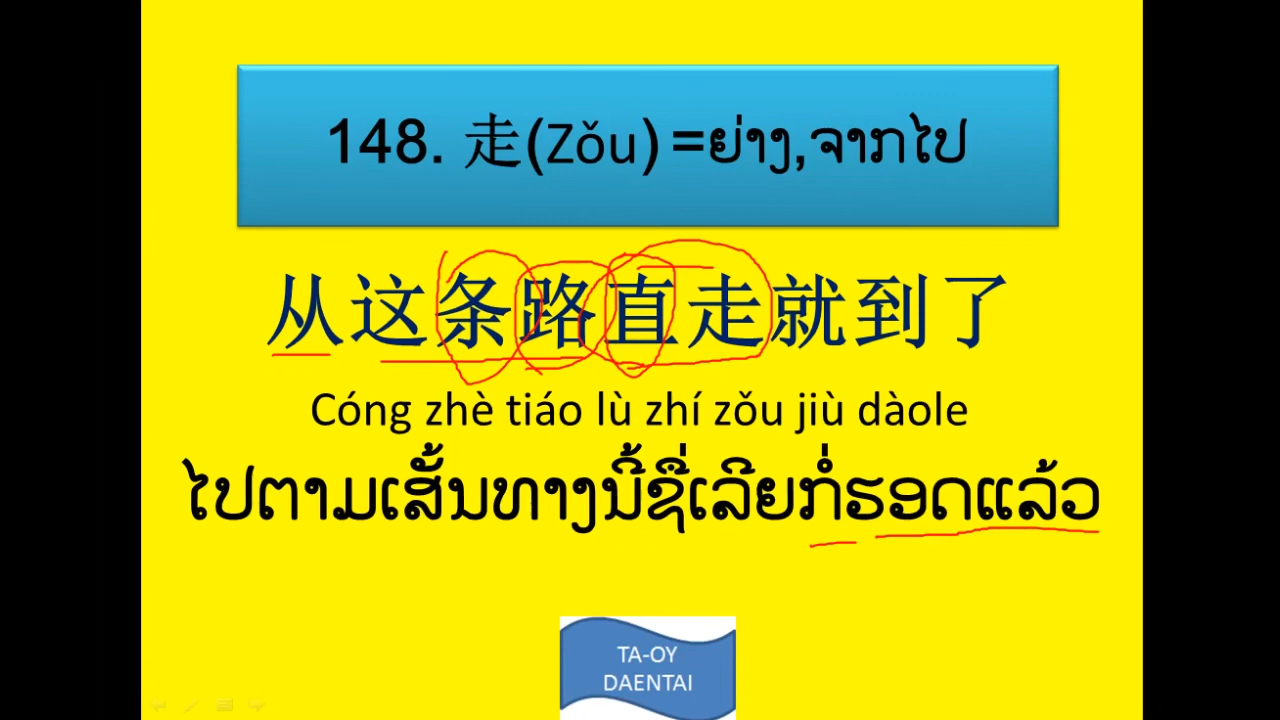 148. 走(Zǒu) =ຍ່າງ,ຈາກໄປ
从这条路直走就到了
Cóng zhè tiáo lù zhí zǒu jiù dàole
ໄປຕາມເສັ້ນທາງນີ້ຊື່ເລີຍກໍ່ຮອດແລ້ວ
TA-OY
DAENTAI